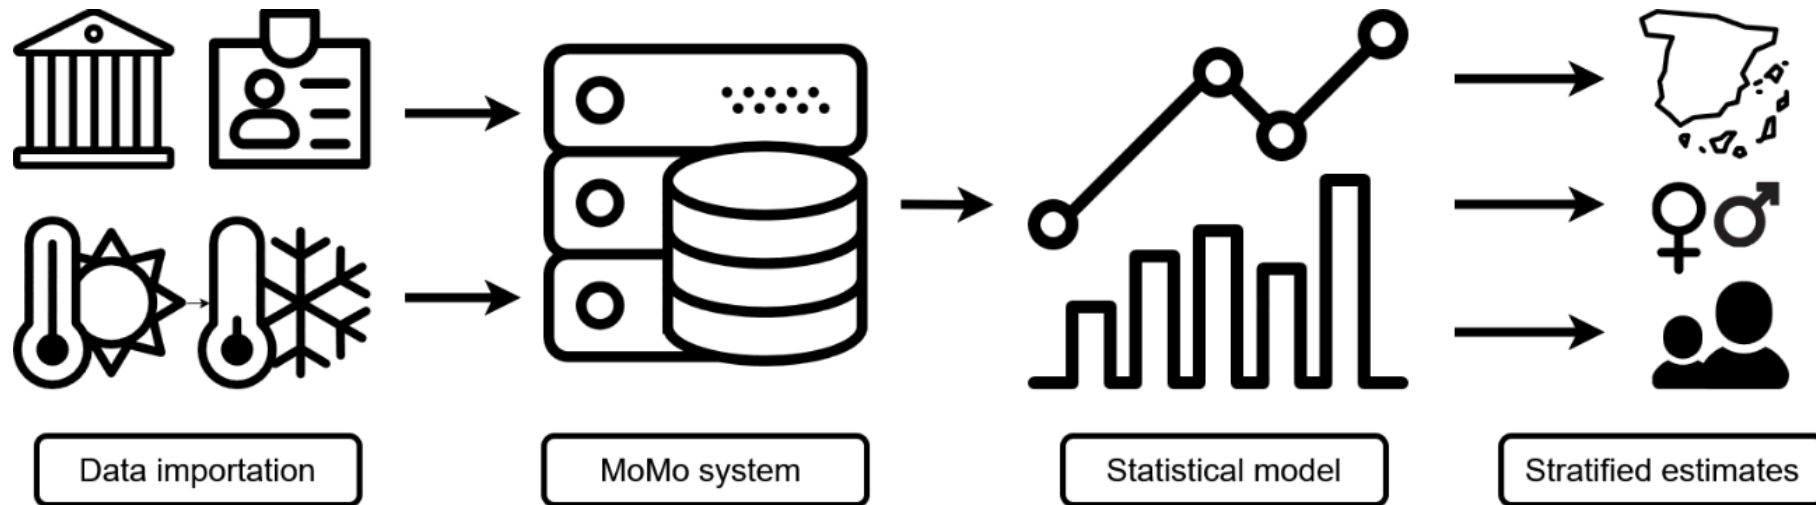 Data importation
MoMo system
Statistical model
Stratified estimates